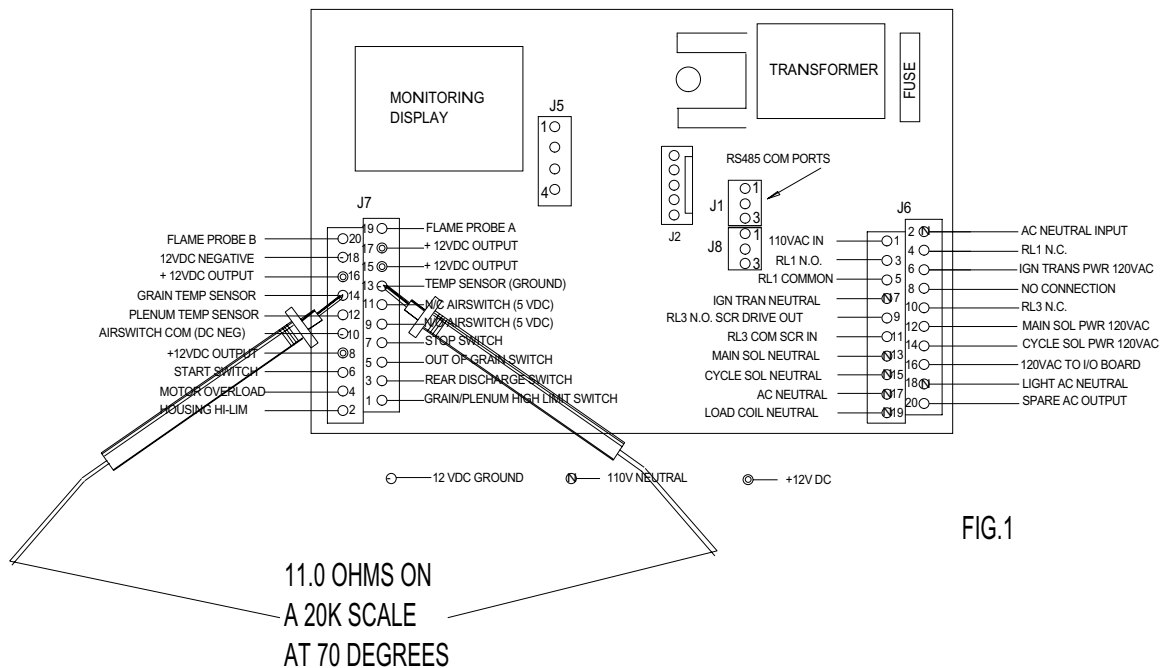 TRANSFORMER
FUSE
MONITORING
DISPLAY
J5
1
4
RS485 COM PORTS
J1
1
3
J2
J8
1
3
J7
19 FLAME PROBE A
FLAME PROBE B 20
17 + 12VDC OUTPUT
12VDC NEGATIVE 18
15 + 12VDC OUTPUT
+ 12VDC OUTPUT 16
13 TEMP SENSOR (GROUND)
GRAIN TEMP SENSOR 14
11 N/C AIRSWITCH (5 VDC)
PLENUM TEMP SENSOR 12
9 N/O AIRSWITCH (5 VDC)
AIRSWITCH COM (DC NEG) 10
7 STOP SWITCH
+12VDC OUTPUT 8
5 OUT OF GRAIN SWITCH
START SWITCH 6
3 REAR DISCHARGE SWITCH
MOTOR OVERLOAD 4
1 GRAIN/PLENUM HIGH LIMIT SWITCH
HOUSING HI-LIM 2
J6
2 N AC NEUTRAL INPUT
110VAC IN 1
4 RL1 N.C.
RL1 N.O. 3
6 IGN TRANS PWR 120VAC
RL1 COMMON 5
8 NO CONNECTION
IGN TRAN NEUTRAL N 7
10 RL3 N.C.
RL3 N.O. SCR DRIVE OUT 9
12 MAIN SOL PWR 120VAC
RL3 COM SCR IN 11
14 CYCLE SOL PWR 120VAC
MAIN SOL NEUTRAL N 13
16 120VAC TO I/O BOARD
CYCLE SOL NEUTRAL N 15
18 N LIGHT AC NEUTRAL
AC NEUTRAL N 17
20 SPARE AC OUTPUT
LOAD COIL NEUTRAL N 19
12 VDC GROUND
N 110V NEUTRAL
+12V DC
FIG.1
11.0 OHMS ON
A 20K SCALE
AT 70 DEGREES